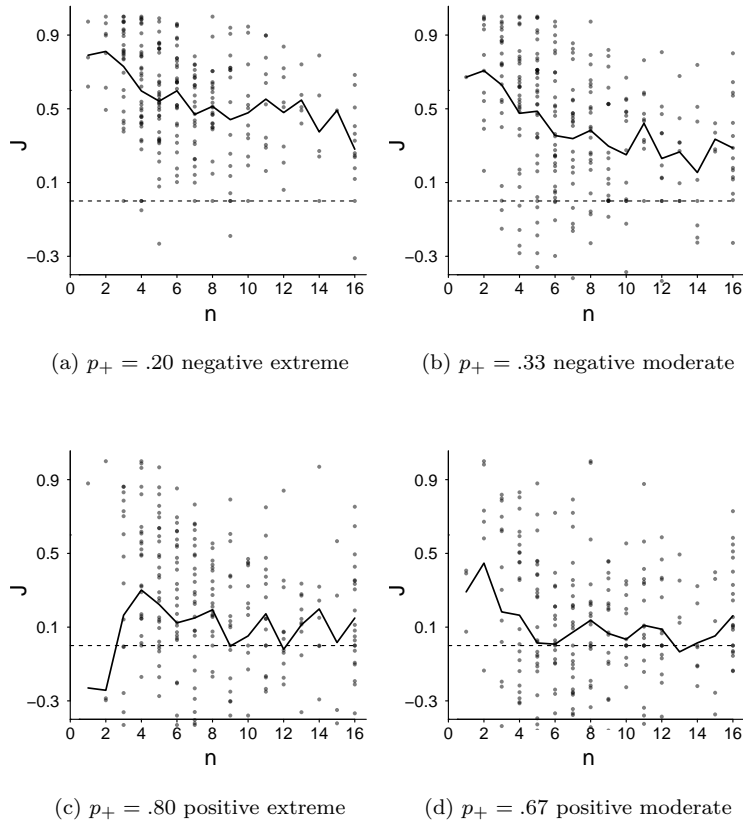 0.9
0.5
0.1
−0.3
J
0 2 4 6 8 10 12 14 16
n
(a) p+ = .20 negative extreme
0.9
0.5
0.1
−0.3
J
0 2 4 6 8 10 12 14 16
n
(b) p+ = .33 negative moderate
0.9
0.5
0.1
−0.3
J
0 2 4 6 8 10 12 14 16
n
(c) p+ = .80 positive extreme
0.9
0.5
0.1
−0.3
J
0 2 4 6 8 10 12 14 16
n
(d) p+ = .67 positive moderate